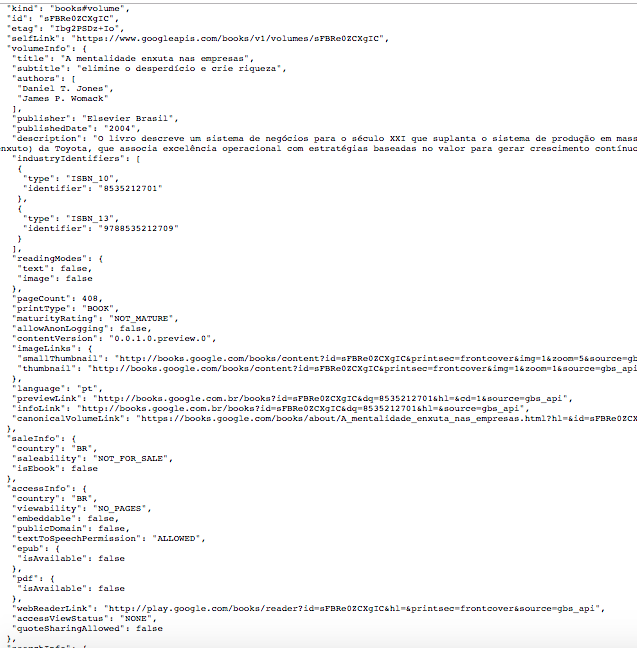 "kind": "books#volume",
"id": "sFBRe0ZCXgIC",
"etag": "Ibg2PSDz+Io",
"selfLink": "https://www.googleapis.com/books/v1/volumes/sFBRe0ZCXgIC",
"volumeInfo": {
"title": "A mentalidade enxuta nas empresas",
"subtitle": "elimine o desperdício e crie riqueza",
"authors": [
"Daniel T. Jones",
"James P. Womack"
],
"publisher": "Elsevier Brasil",
"publishedDate": "2004",
"description": "O livro descreve um sistema de negócios para o século XXI que suplanta o sistema de produção em mass
enxuto) da Toyota, que associa excelência operacional com estratégias baseadas no valor para gerar crescimento contínuo
"industryIdentifiers": [
{
"type": "ISBN_10",
"identifier": "8535212701"
},
{
"type": "ISBN_13",
"identifier": "9788535212709"
}
],
"readingModes": {
"text": false,
"image": false
},
"pageCount": 408,
"printType": "BOOK",
"maturityRating": "NOT_MATURE",
"allowAnonLogging": false,
"contentVersion": "0.0.1.0.preview.0",
"imageLinks": {
"smallThumbnail": "http://books.google.com/books/content?id=sFBRe0ZCXgIC&printsec=frontcover&img=1&zoom=5&source=gb
"thumbnail": "http://books.google.com/books/content?id=sFBRe0ZCXgIC&printsec=frontcover&img=1&zoom=1&source=gbs_api
},
"language": "pt",
"previewLink": "http://books.google.com.br/books?id=sFBRe0ZCXgIC&dq=8535212701&hl=&cd=1&source=gbs_api",
"infoLink": "http://books.google.com.br/books?id=sFBRe0ZCXgIC&dq=8535212701&hl=&source=gbs_api",
"canonicalVolumeLink": "https://books.google.com/books/about/A_mentalidade_enxuta_nas_empresas.html?hl=&id=sFBRe0ZCX
},
"saleInfo": {
"country": "BR",
"saleability": "NOT_FOR_SALE",
"isEbook": false
},
"accessInfo": {
"country": "BR",
"viewability": "NO_PAGES",
"embeddable": false,
"publicDomain": false,
"textToSpeechPermission": "ALLOWED",
"epub": {
"isAvailable": false
},
"pdf": {
"isAvailable": false
},
"webReaderLink": "http://play.google.com/books/reader?id=sFBRe0ZCXgIC&hl=&printsec=frontcover&source=gbs_api",
"accessViewStatus": "NONE",
"quoteSharingAllowed": false
},